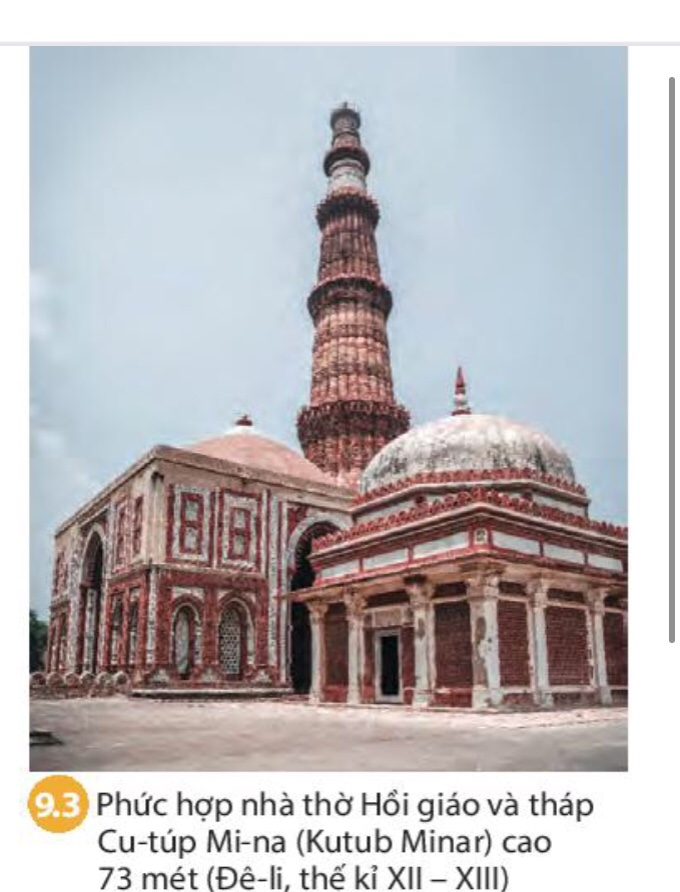 9.3 Phức hợp nhà thờ Hồi giáo và tháp
Cu-túp Mi-na (Kutub Minar) cao
73 mét (Đê-li, thế kỉ XII – XIII)